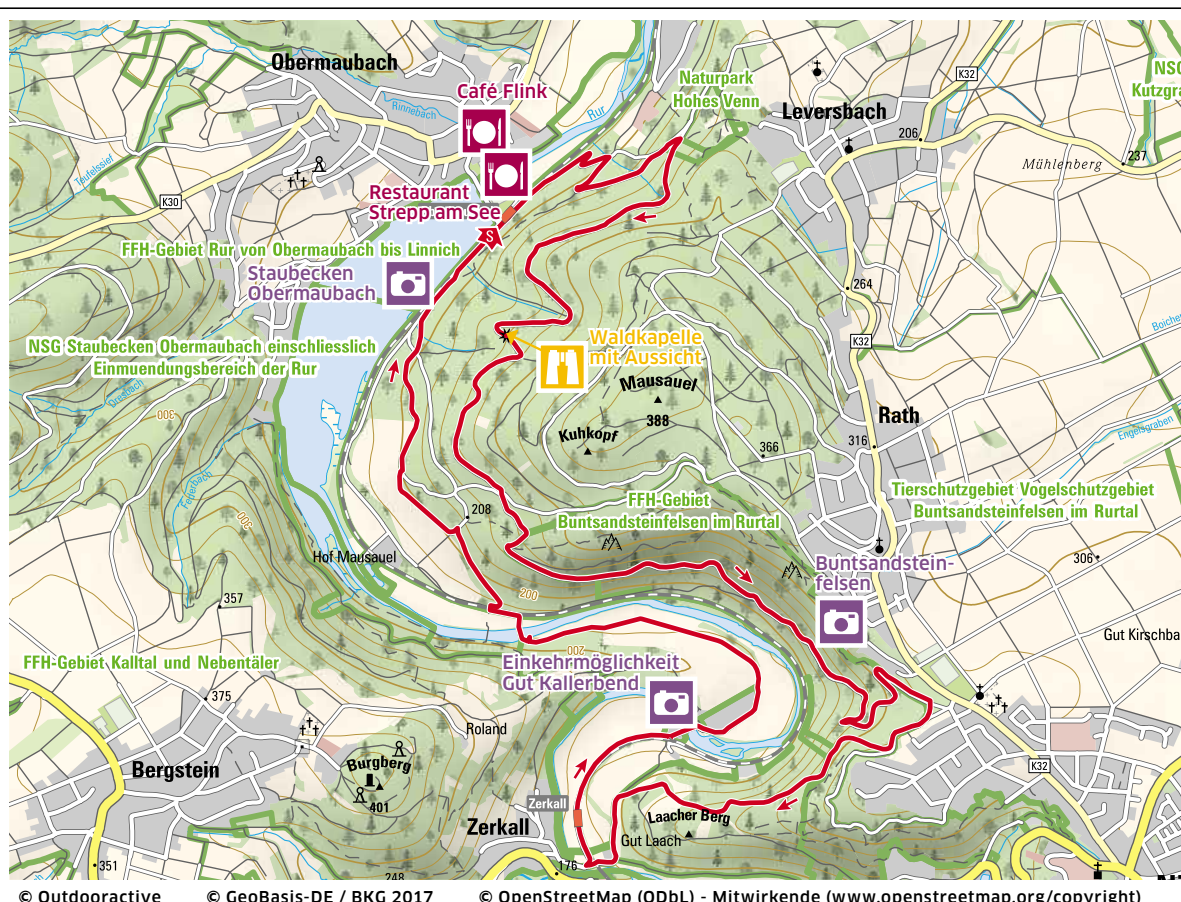 Obermaubach
Café Flink
Rinnebach
Rur
Naturpark
Hohes Venn
Leversbach
K32
206
237
Mühlenberg
Teufelssief
K30
Restaurant
Strepp am See
S
FFH-Gebiet Rur von Obermaubach bis Linnich
Staubecken
Obermaubach
264
K32
NSG Staubecken Obermaubach einschliesslich
Einmuendungsbereich der Rur
Waldkapelle
mit Aussicht
Mausauel
388
Kuhkopf
366
Rath
316
Engelsgraben
300
300
208
FFH-Gebiet
Buntsandsteinfelsen im Rurtal
Tierschutzgebiet Vogelschutzgebiet
Buntsandsteinfelsen im Rurtal
Hof Mausauel
306
Buntsandstein-
felsen
357
200
200
Gut Kirschba
FFH-Gebiet Kalltal und Nebentäler
Einkehrmöglichkeit
Gut Kallerbend
375
Roland
Bergstein
Burgberg
401
K32
Zerkall
Zerkall
Laacher Berg
Gut Laach
351
248
176
© Outdooractive © GeoBasis-DE / BKG 2017 © OpenStreetMap (ODbL) - Mitwirkende (www.openstreetmap.org/copyright)